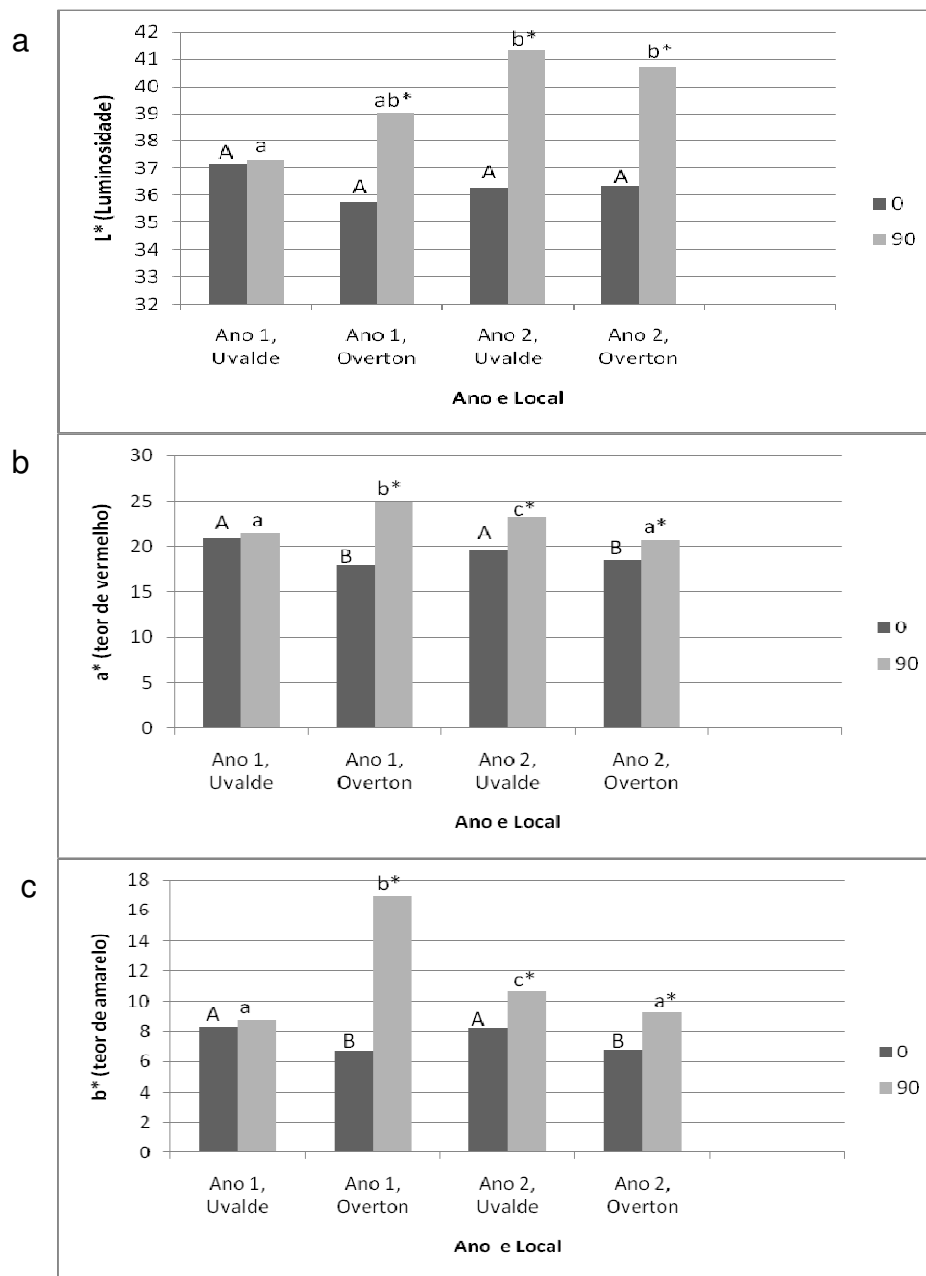 a
L* (Luminosidade)
42
41
40
39
38
37
36
35
34
33
32
A
a
A
ab*
A
b*
A
b*
Ano 1,
Uvalde
Ano 1,
Overton
Ano 2,
Uvalde
Ano 2,
Overton
Ano e Local
0
90
b
a* (teor de vermelho)
30
25
20
15
10
5
0
A
a
B
b*
A
c*
B
a*
Ano 1,
Uvalde
Ano 1,
Overton
Ano 2,
Uvalde
Ano 2,
Overton
Ano e Local
0
90
c
b* (teor de amarelo)
18
16
14
12
10
8
6
4
2
0
A
a
B
b*
A
c*
B
a*
Ano 1,
Uvalde
Ano 1,
Overton
Ano 2,
Uvalde
Ano 2,
Overton
Ano e Local
0
90